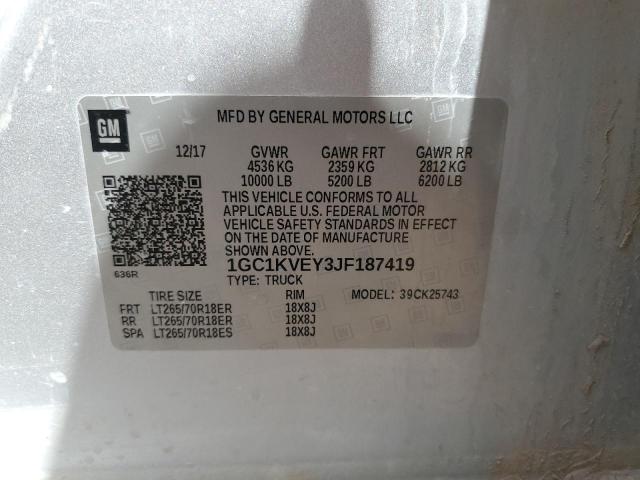 GM
MFD BY GENERAL MOTORS LLC
12/17 GVWR GAWR FRT GAWR RR
4536 KG 2359 KG 2812 KG
10000 LB 5200 LB 6200 LB
THIS VEHICLE CONFORMS TO ALL
APPLICABLE U.S. FEDERAL MOTOR
VEHICLE SAFETY STANDARDS IN EFFECT
ON THE DATE OF MANUFACTURE
SHOWN ABOVE.
636R 1GC1KVEY3JF187419
TYPE: TRUCK
TIRE SIZE RIM MODEL: 39CK25743
FRT LT265/70R18ER 18X8J
RR LT265/70R18ER 18X8J
SPA LT265/70R18ES 18X8J